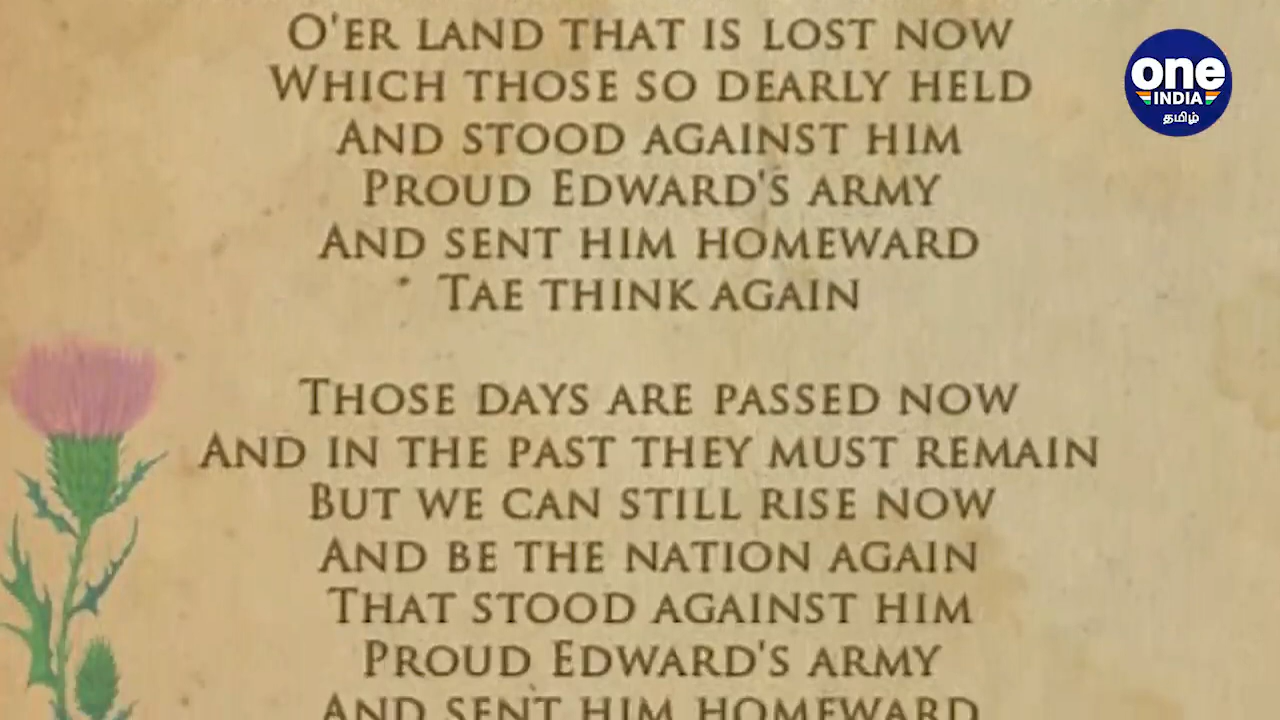 O'ER LAND THAT IS LOST NOW
WHICH THOSE SO DEARLY HELD
AND STOOD AGAINST HIM
PROUD EDWARD'S ARMY
AND SENT HIM HOMEWARD
TAE THINK AGAIN
THOSE DAYS ARE PASSED NOW
AND IN THE PAST THEY MUST REMAIN
BUT WE CAN STILL RISE NOW
AND BE THE NATION AGAIN
THAT STOOD AGAINST HIM
PROUD EDWARD'S ARMY
AND SENT HIM HOMEWARD
one
INDIA
தமிழ்